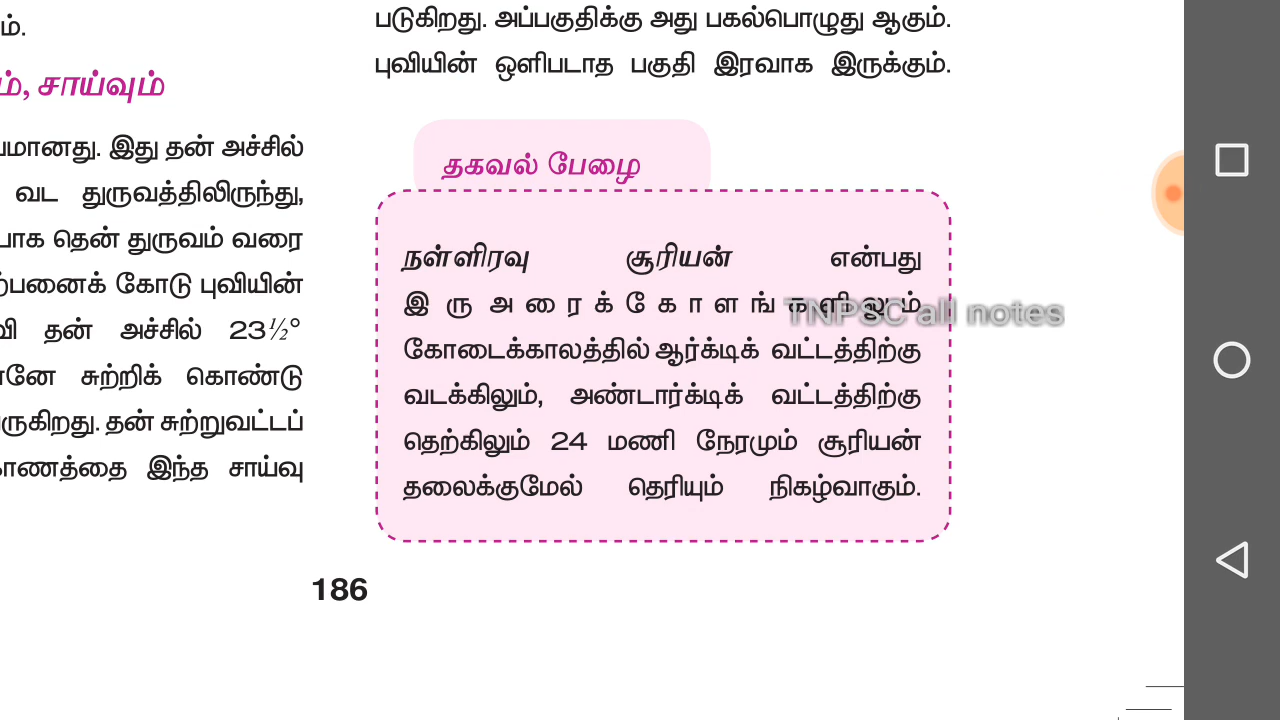 ம்.
ம், சாய்வும்
மானது. இது தன் அச்சில்
வட துருவத்திலிருந்து,
பாக தென் துருவம் வரை
ற்பனைக் கோடு புவியின்
வி தன் அச்சில் 23½°
னே சுற்றிக் கொண்டு
ருகிறது. தன் சுற்றுவட்டப்
கோணத்தை இந்த சாய்வு
படுகிறது. அப்பகுதிக்கு அது பகல்பொழுது ஆகும்.
புவியின் ஒளிபடாத பகுதி இரவாக இருக்கும்.
தகவல் பேழை
நள்ளிரவு சூரியன் என்பது
இரு அரைக்கோளங்களிலும்
கோடைக்காலத்தில் ஆர்க்டிக் வட்டத்திற்கு
வடக்கிலும், அண்டார்க்டிக் வட்டத்திற்கு
தெற்கிலும் 24 மணி நேரமும் சூரியன்
தலைக்குமேல் தெரியும் நிகழ்வாகும்.
TNPSC all notes
186